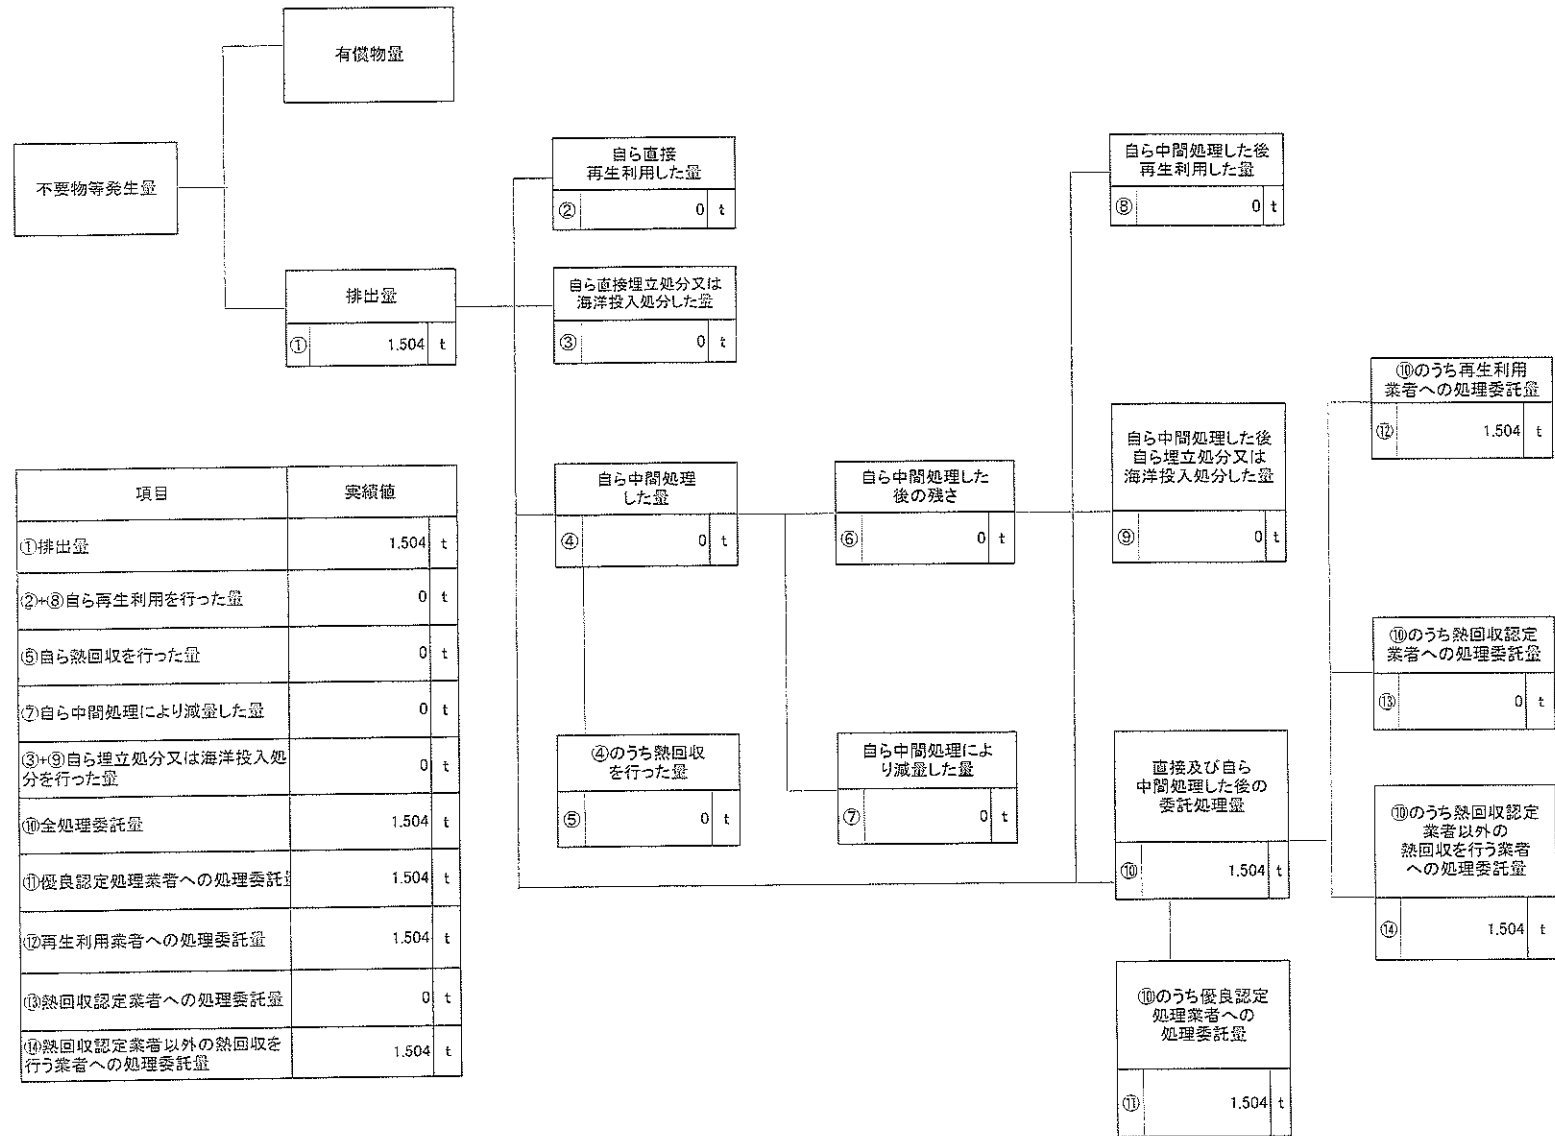 有償物量
不要物等発生量
排出量
① 1.504 t
自ら直接
再生利用した量
② 0 t
自ら直接埋立処分又は
海洋投入処分した量
③ 0 t
自ら中間処理
した量
④ 0 t
④のうち熱回収
を行った量
⑤ 0 t
自ら中間処理した
後の残さ
⑥ 0 t
自ら中間処理によ
り減量した量
⑦ 0 t
自ら中間処理した後
再生利用した量
⑧ 0 t
自ら中間処理した後
自ら埋立処分又は
海洋投入処分した量
⑨ 0 t
直接及び自ら
中間処理した後の
委託処理量
⑩ 1.504 t
⑩のうち優良認定
処理業者への
処理委託量
⑪ 1.504 t
⑩のうち再生利用
業者への処理委託量
⑫ 1.504 t
⑩のうち熱回収認定
業者への処理委託量
⑬ 0 t
⑩のうち熱回収認定
業者以外の
熱回収を行う業者
への処理委託量
⑭ 1.504 t
項目 実績値
①排出量 1.504 t
②+⑧自ら再生利用を行った量 0 t
⑤自ら熱回収を行った量 0 t
⑦自ら中間処理により減量した量 0 t
③+⑨自ら埋立処分又は海洋投入処
分を行った量 0 t
⑩全処理委託量 1.504 t
⑪優良認定処理業者への処理委託 1.504 t
⑫再生利用業者への処理委託量 1.504 t
⑬熱回収認定業者への処理委託量 0 t
⑭熱回収認定業者以外の熱回収を
行う業者への処理委託量 1.504 t